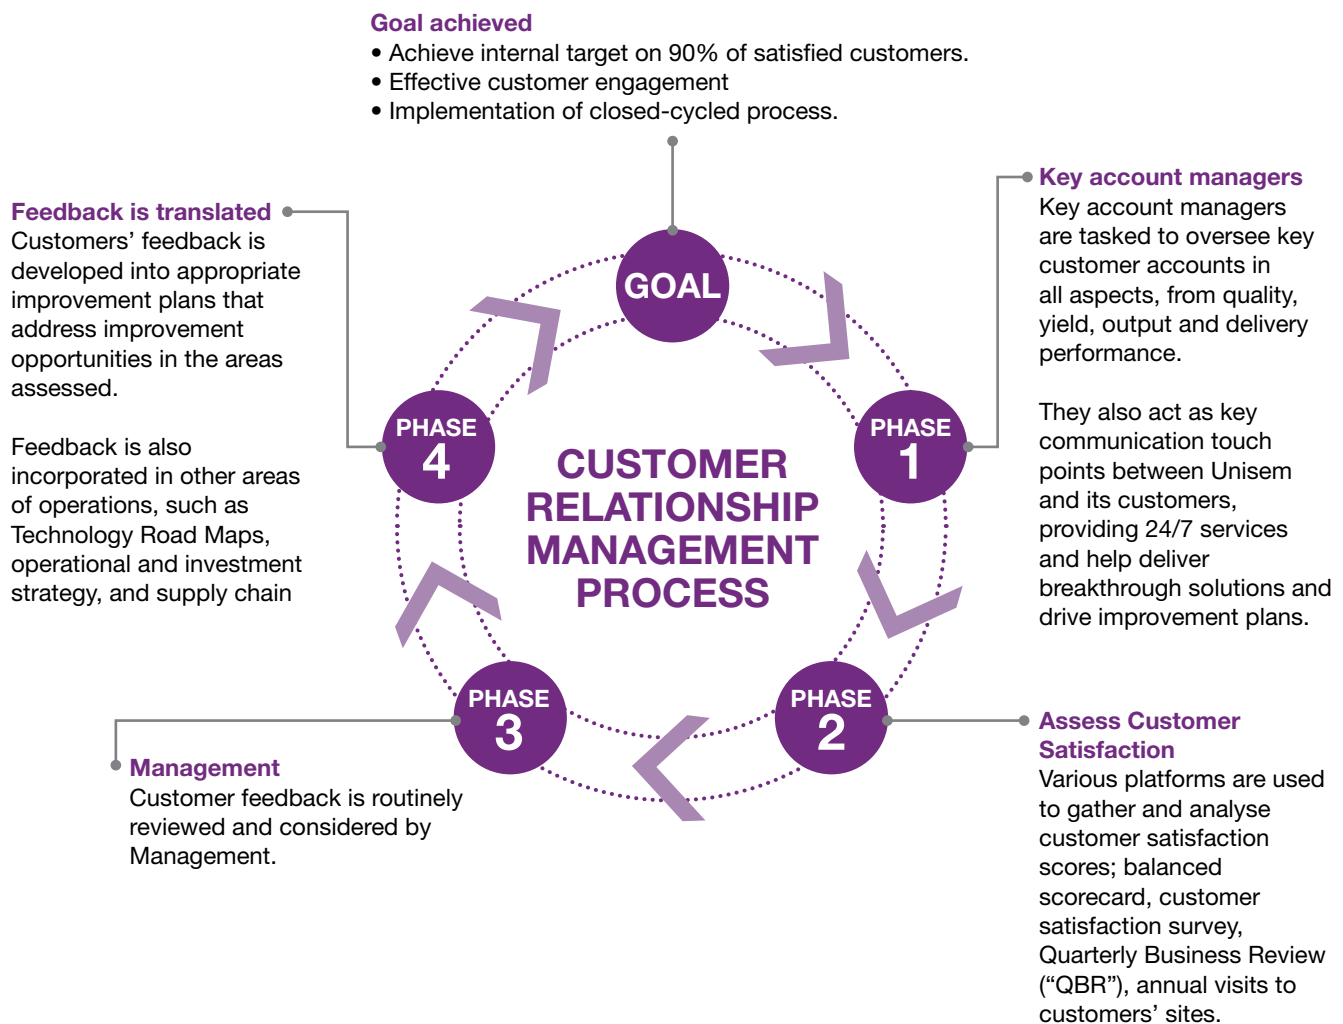 Goal achieved
• Achieve internal target on 90% of satisfied customers.
• Effective customer engagement
• Implementation of closed-cycled process.
GOAL
Key account managers
Key account managers
are tasked to oversee key
customer accounts in
all aspects, from quality,
yield, output and delivery
performance.
They also act as key
communication touch
points between Unisem
and its customers,
providing 24/7 services
and help deliver
breakthrough solutions and
drive improvement plans.
PHASE
1
Assess Customer
Satisfaction
Various platforms are used
to gather and analyse
customer satisfaction
scores; balanced
scorecard, customer
satisfaction survey,
Quarterly Business Review
(“QBR”), annual visits to
customers’ sites.
PHASE
2
Management
Customer feedback is routinely
reviewed and considered by
Management.
PHASE
3
Feedback is translated
Customers’ feedback is
developed into appropriate
improvement plans that
address improvement
opportunities in the areas
assessed.
Feedback is also
incorporated in other areas
of operations, such as
Technology Road Maps,
operational and investment
strategy, and supply chain
PHASE
4
CUSTOMER
RELATIONSHIP
MANAGEMENT
PROCESS